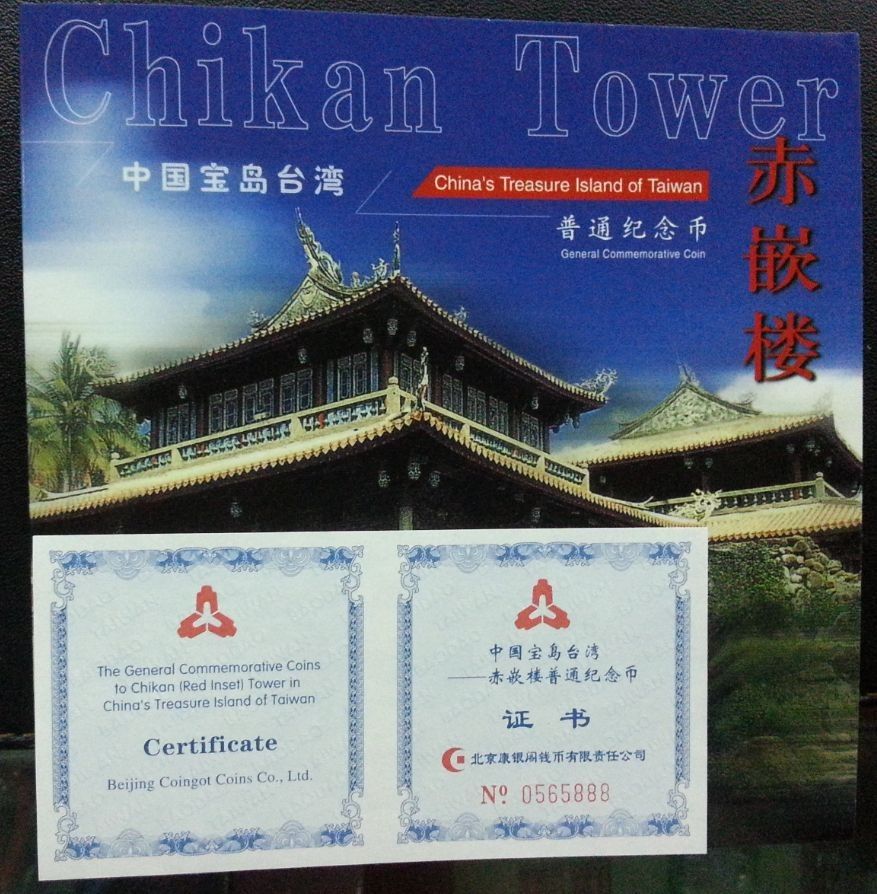 Chikan Tower
中国宝岛台湾
China's Treasure Island of Taiwan
普通纪念币
General Commemorative Coin
赤嵌楼
The General Commemorative Coins
to Chikan (Red Inset) Tower in
China's Treasure Island of Taiwan
Certificate
Beijing Coingot Coins Co., Ltd.
中国宝岛台湾
——赤嵌楼普通纪念币
证书
北京康银阁钱币有限责任公司
Nº 0565888